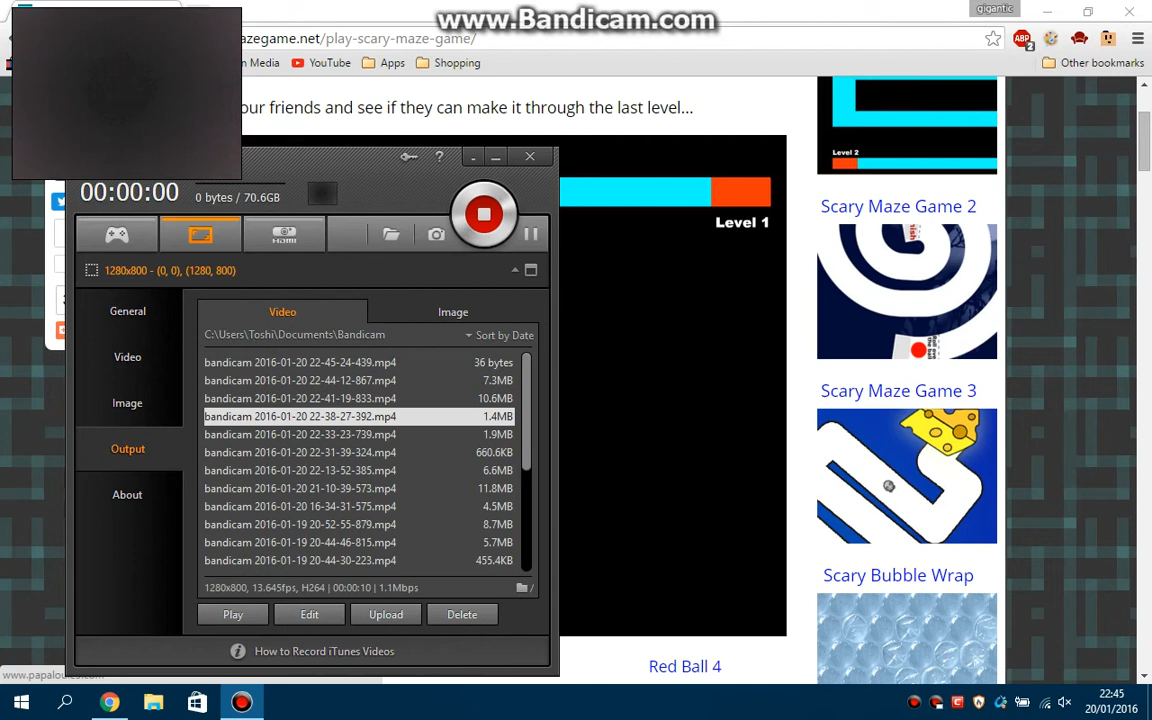 www.Bandicam.com
gigantic
azegame.net/play-scary-maze-game/
ABP
2
n Media
YouTube
Apps
Shopping
Other bookmarks
our friends and see if they can make it through the last level...
00:00:00
0 bytes / 70.6GB
HDMI
1280x800 - (0, 0), (1280, 800)
General
Video
Image
Output
About
Video
Image
C:\Users\Toshi\Documents\Bandicam
Sort by Date
bandicam 2016-01-20 22-45-24-439.mp4 36 bytes
bandicam 2016-01-20 22-44-12-867.mp4 7.3MB
bandicam 2016-01-20 22-41-19-833.mp4 10.6MB
bandicam 2016-01-20 22-38-27-392.mp4 1.4MB
bandicam 2016-01-20 22-33-23-739.mp4 1.9MB
bandicam 2016-01-20 22-31-39-324.mp4 660.6KB
bandicam 2016-01-20 22-13-52-385.mp4 6.6MB
bandicam 2016-01-20 21-10-39-573.mp4 11.8MB
bandicam 2016-01-20 16-34-31-575.mp4 4.5MB
bandicam 2016-01-19 20-52-55-879.mp4 8.7MB
bandicam 2016-01-19 20-44-46-815.mp4 5.7MB
bandicam 2016-01-19 20-44-30-223.mp4 455.4KB
1280x800, 13.645fps, H264 | 00:00:10 | 1.1Mbps
Play
Edit
Upload
Delete
How to Record iTunes Videos
Level 1
Level 2
Scary Maze Game 2
Scary Maze Game 3
Scary Bubble Wrap
Red Ball 4
22:45
20/01/2016